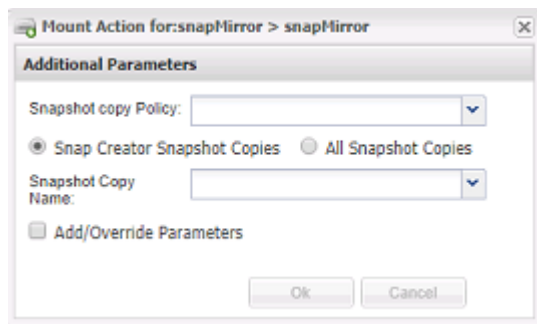 Mount Action for:snapMirror > snapMirror
Additional Parameters
Snapshot copy Policy:
Snap Creator Snapshot Copies All Snapshot Copies
Snapshot Copy
Name:
Add/Override Parameters
Ok Cancel